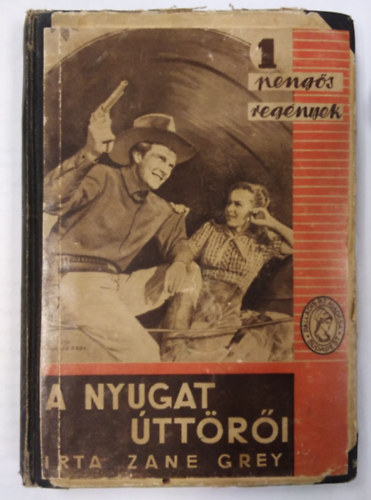 1
pengős
regények
A NYUGAT
ÚTTÖRŐI
IRTA ZANE GREY